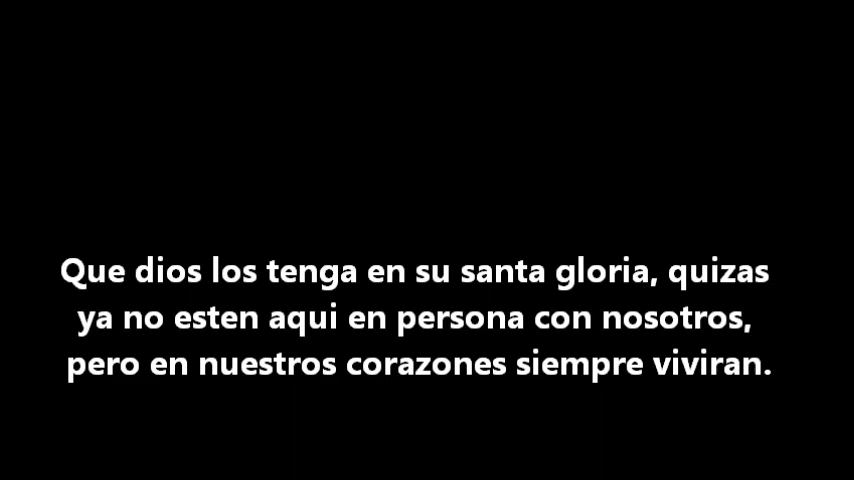 Que dios los tenga en su santa gloria, quizas
ya no esten aqui en persona con nosotros,
pero en nuestros corazones siempre viviran.